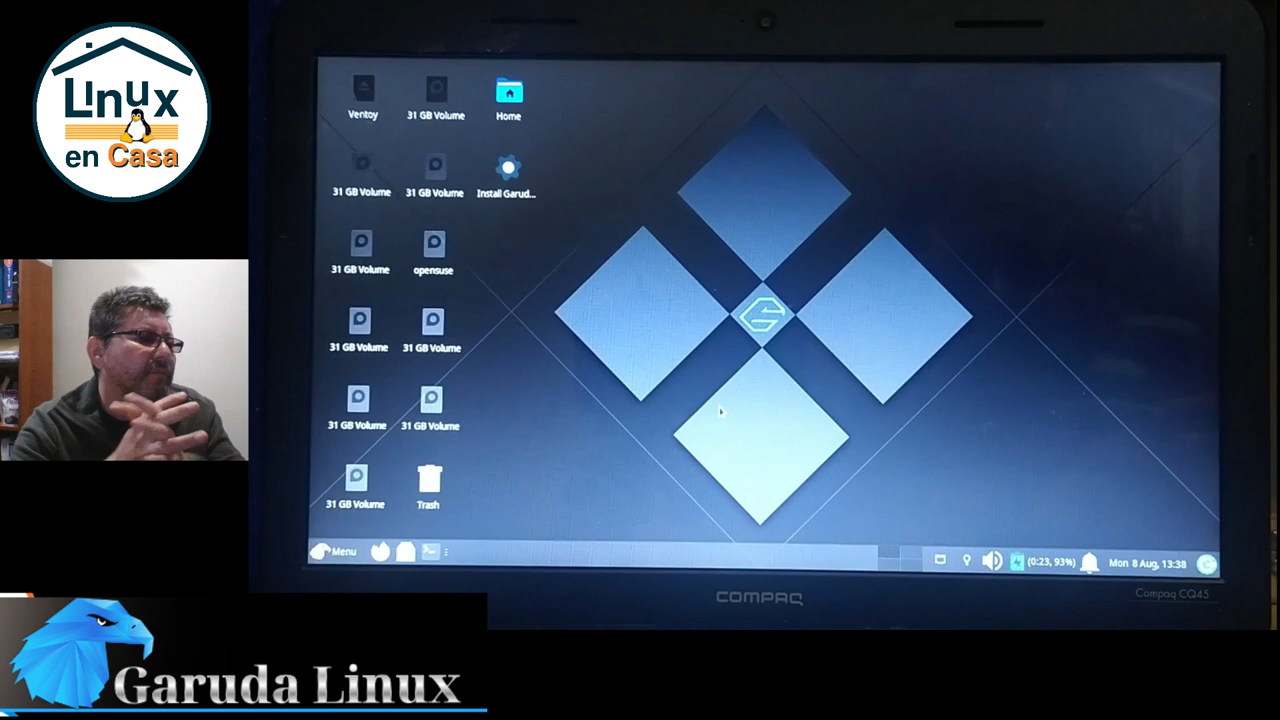 Linux
en Casa
Ventoy
31 GB Volume
Home
31 GB Volume
31 GB Volume
Install Garud...
31 GB Volume
opensuse
31 GB Volume
31 GB Volume
31 GB Volume
31 GB Volume
31 GB Volume
Trash
Menu
(0:23, 93%)
Mon 8 Aug, 13:38
COMPAQ
Compaq CQ45
Garuda Linux